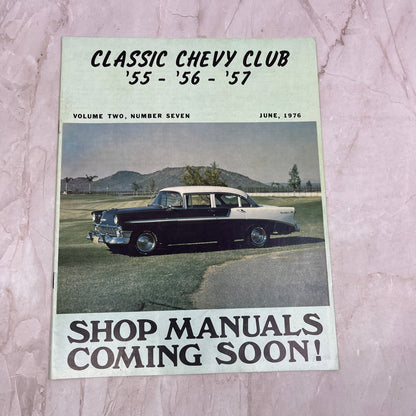 CLASSIC CHEVY CLUB
'55 - '56 - '57
VOLUME TWO, NUMBER SEVEN JUNE, 1976
SHOP MANUALS
COMING SOON!